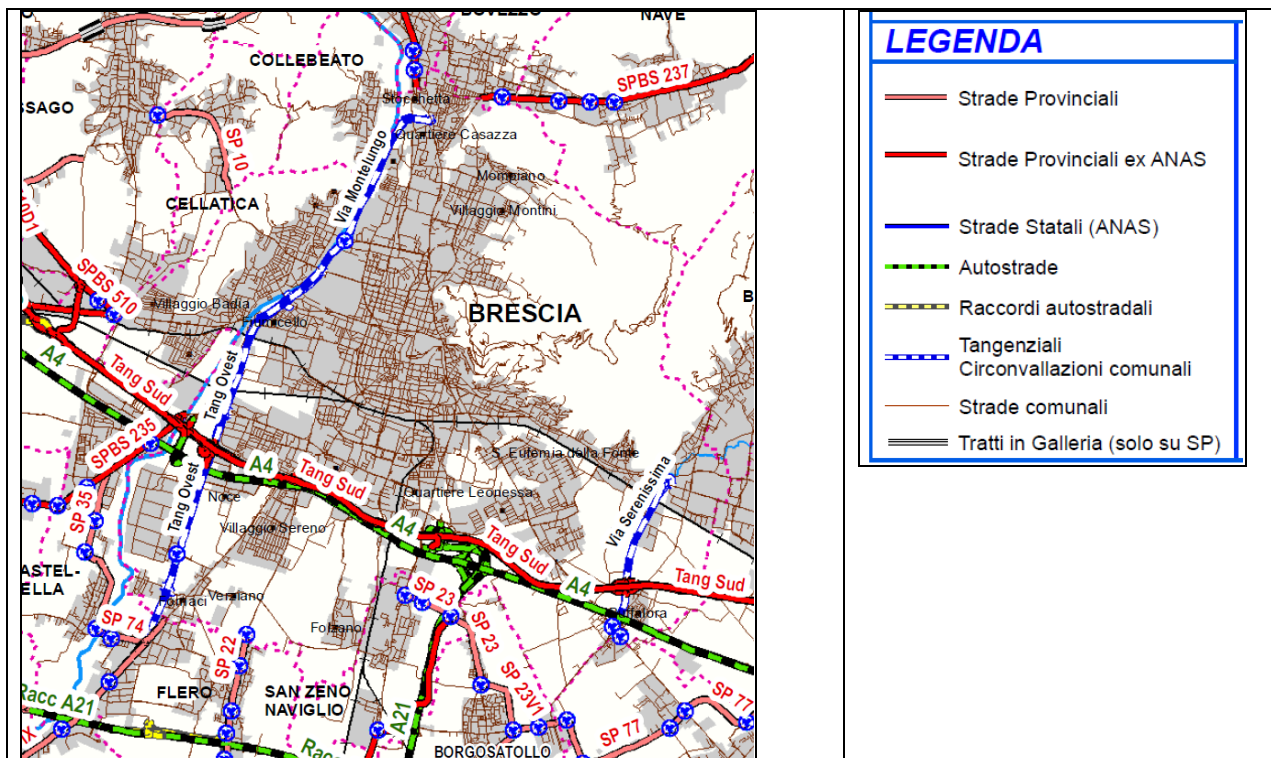 BOVEZZO
NAVE
COLLEBEATO
SPBS 237
SSAGO
Stocchetta
Quartiere Casazza
SP 10
Via Montelungo
Mompiano
CELLATICA
Villaggio Montini
SPBS 510
Villaggio Badia
BRESCIA
Fiumicello
A4
Tang Sud
Tang Ovest
SPBS 235
A4
Tang Sud
S. Eufemia della Fonte
Via Serenissima
Noce
Quartiere Leonessa
SP 35
Tang Ovest
Villaggio Sereno
A4
Tang Sud
A4
Tang Sud
ASTEL-
ELLA
SP 23
Buffalora
Fornaci
Verziano
SP 74
Folzano
SP 22
SP 23
FLERO
SAN ZENO
NAVIGLIO
SP 23V1
SP 77
Racc A21
A21
SP 77
BORGOSATOLLO
LEGENDA
Strade Provinciali
Strade Provinciali ex ANAS
Strade Statali (ANAS)
Autostrade
Raccordi autostradali
Tangenziali
Circonvallazioni comunali
Strade comunali
Tratti in Galleria (solo su SP)